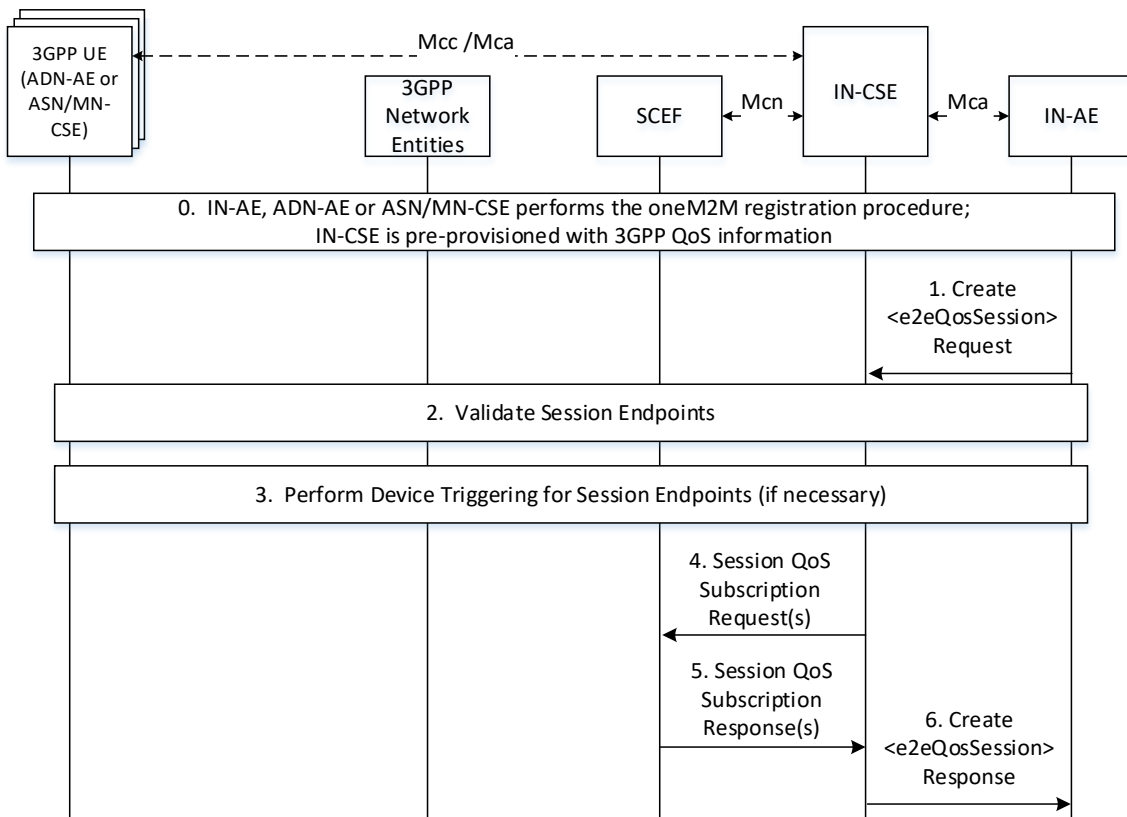 Mcc /Mca
3GPP UE
(ADN-AE or
ASN/MN-
CSE)
3GPP
Network
Entities
SCEF
Mcn
IN-CSE
Mca
IN-AE
0. IN-AE, ADN-AE or ASN/MN-CSE performs the oneM2M registration procedure;
IN-CSE is pre-provisioned with 3GPP QoS information
1. Create
<e2eQosSession>
Request
2. Validate Session Endpoints
3. Perform Device Triggering for Session Endpoints (if necessary)
4. Session QoS
Subscription
Request(s)
5. Session QoS
Subscription
Response(s)
6. Create
<e2eQosSession>
Response